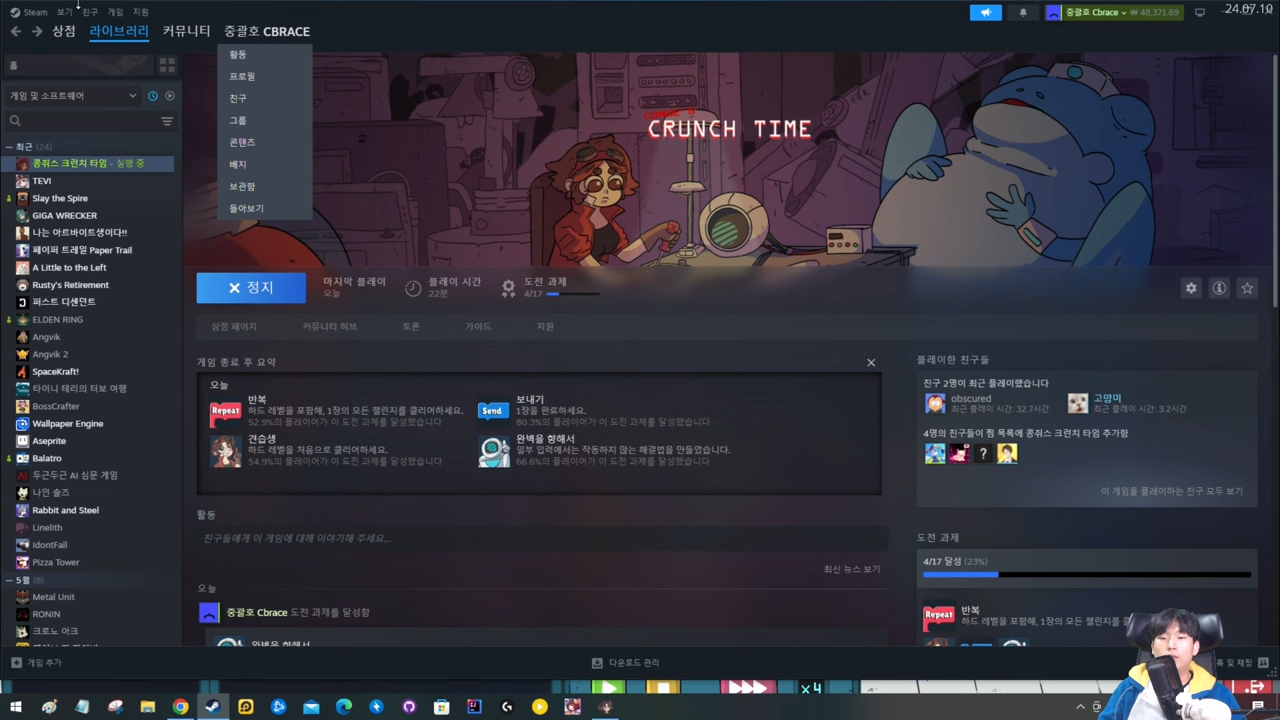 Steam 보기 친구 게임 지원
중괄호 Cbrace ₩ 48,371.69
24.07.10
상점 라이브러리 커뮤니티 중괄호 CBRACE
활동
프로필
친구
그룹
콘텐츠
배지
보관함
돌아보기
홈
게임 및 소프트웨어
최근 (24)
콩쥐스 크런치 타임 - 실행 중
TEVI
Slay the Spire
GIGA WRECKER
나는 아르바이트생이다!!
페이퍼 트레일 Paper Trail
A Little to the Left
Rusty's Retirement
퍼스트 디센던트
ELDEN RING
Angvik
Angvik 2
SpaceKraft!
타이니 테리의 터보 여행
BossCrafter
Wallpaper Engine
Aseprite
Balatro
두근두근 AI 심문 게임
나인 솔즈
Rabbit and Steel
Linelith
IdontFall
Pizza Tower
5월 (8)
Metal Unit
RONIN
크로노 아크
게임 추가
CRUNCH TIME
정지
마지막 플레이
오늘
플레이 시간
22분
도전 과제
4/17
상점 페이지 커뮤니티 허브 토론 가이드 지원
게임 종료 후 요약
오늘
Repeat
반복
하드 레벨을 포함해, 1장의 모든 챌린지를 클리어하세요.
52.9%의 플레이어가 이 도전 과제를 달성했습니다
Send
보내기
1장을 완료하세요.
80.3%의 플레이어가 이 도전 과제를 달성했습니다
견습생
하드 레벨을 처음으로 클리어하세요.
54.9%의 플레이어가 이 도전 과제를 달성했습니다
완벽을 향해서
일부 입력에서는 작동하지 않는 해결법을 만들었습니다.
66.6%의 플레이어가 이 도전 과제를 달성했습니다
활동
친구들에게 이 게임에 대해 이야기해 주세요...
최신 뉴스 보기
오늘
중괄호 Cbrace 도전 과제를 달성함
완벽을 향해서
플레이한 친구들
친구 2명이 최근 플레이했습니다
obscured
최근 플레이 시간: 32.7시간
고양미
최근 플레이 시간: 3.2시간
4명의 친구들이 찜 목록에 콩쥐스 크런치 타임 추가함
?
이 게임을 플레이하는 친구 모두 보기
도전 과제
4/17 달성 (23%)
Repeat
반복
하드 레벨을 포함해, 1장의 모든 챌린지를 클
다운로드 관리
록 및 채팅
x4